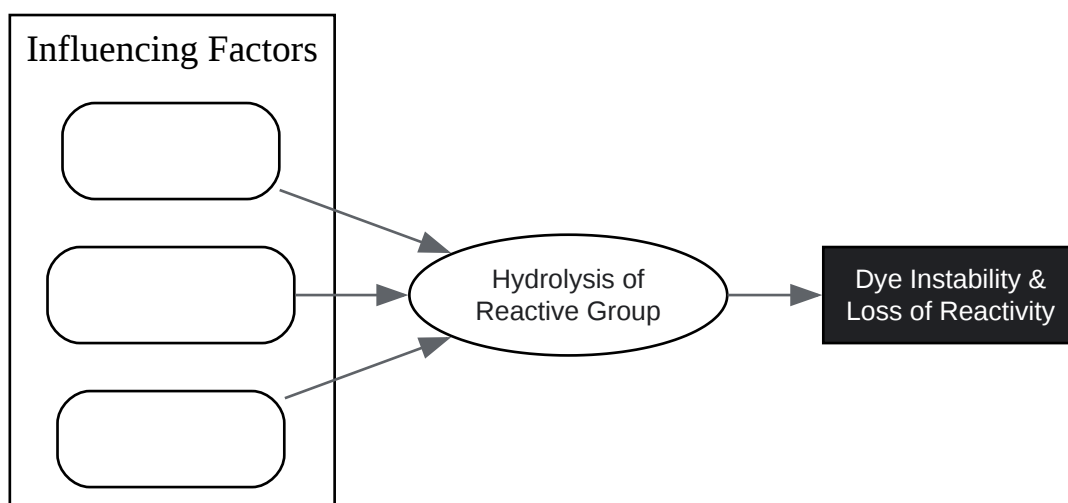 Influencing Factors
Hydrolysis of
Reactive Group
Dye Instability &
Loss of Reactivity